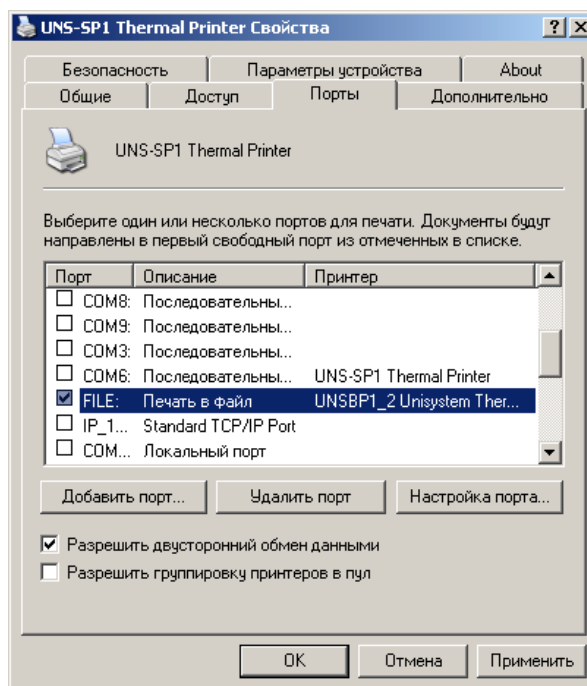 UNS-SP1 Thermal Printer Свойства
Безопасность Параметры устройства About
Общие Доступ Порты Дополнительно
UNS-SP1 Thermal Printer
Выберите один или несколько портов для печати. Документы будут
направлены в первый свободный порт из отмеченных в списке.
Порт Описание Принтер
COM8: Последовательны...
COM9: Последовательны...
COM3: Последовательны...
COM6: Последовательны... UNS-SP1 Thermal Printer
FILE: Печать в файл UNSBP1_2 Unisystem Ther...
IP_1... Standard TCP/IP Port
COM... Локальный порт
Добавить порт... Удалить порт Настройка порта...
Разрешить двусторонний обмен данными
Разрешить группировку принтеров в пул
OK Отмена Применить